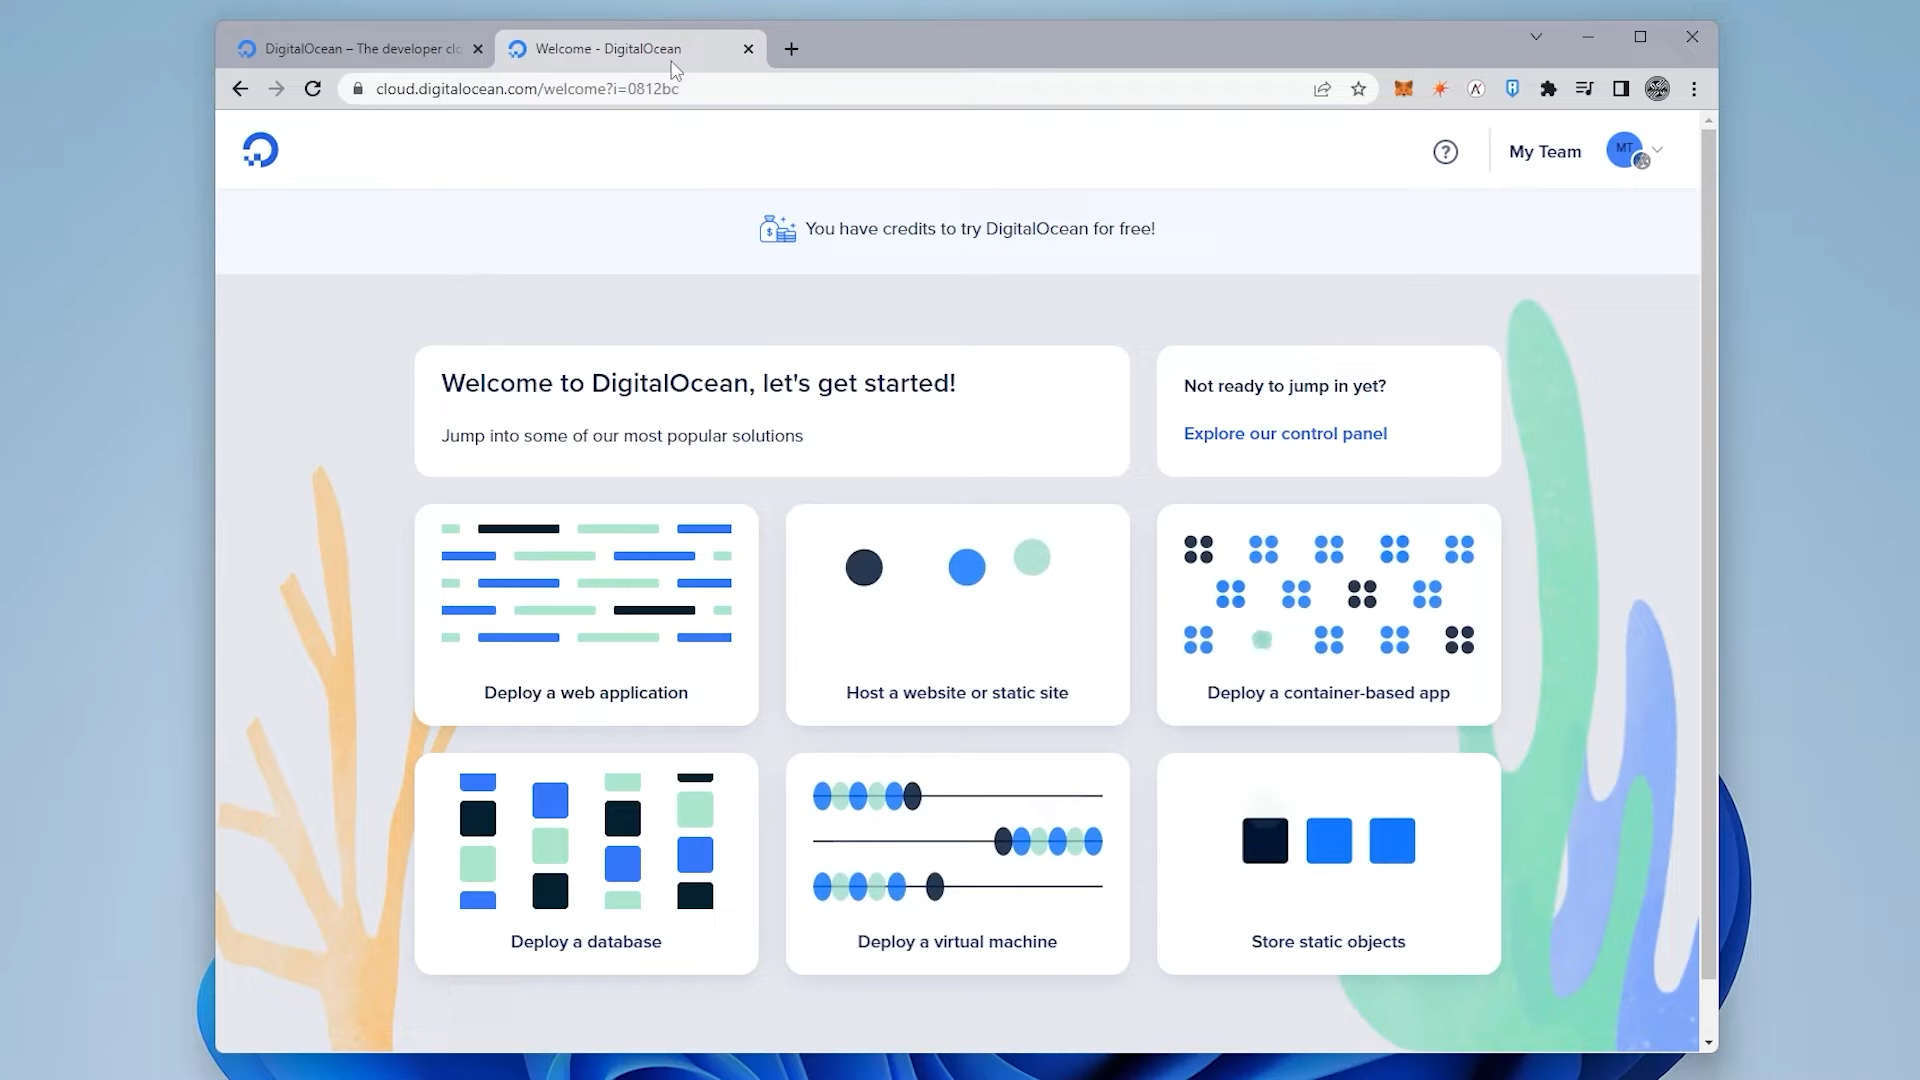 DigitalOcean – The developer clo
Welcome - DigitalOcean
cloud.digitalocean.com/welcome?i=0812bc
My Team
MT
You have credits to try DigitalOcean for free!
Welcome to DigitalOcean, let's get started!
Jump into some of our most popular solutions
Not ready to jump in yet?
Explore our control panel
Deploy a web application
Host a website or static site
Deploy a container-based app
Deploy a database
Deploy a virtual machine
Store static objects